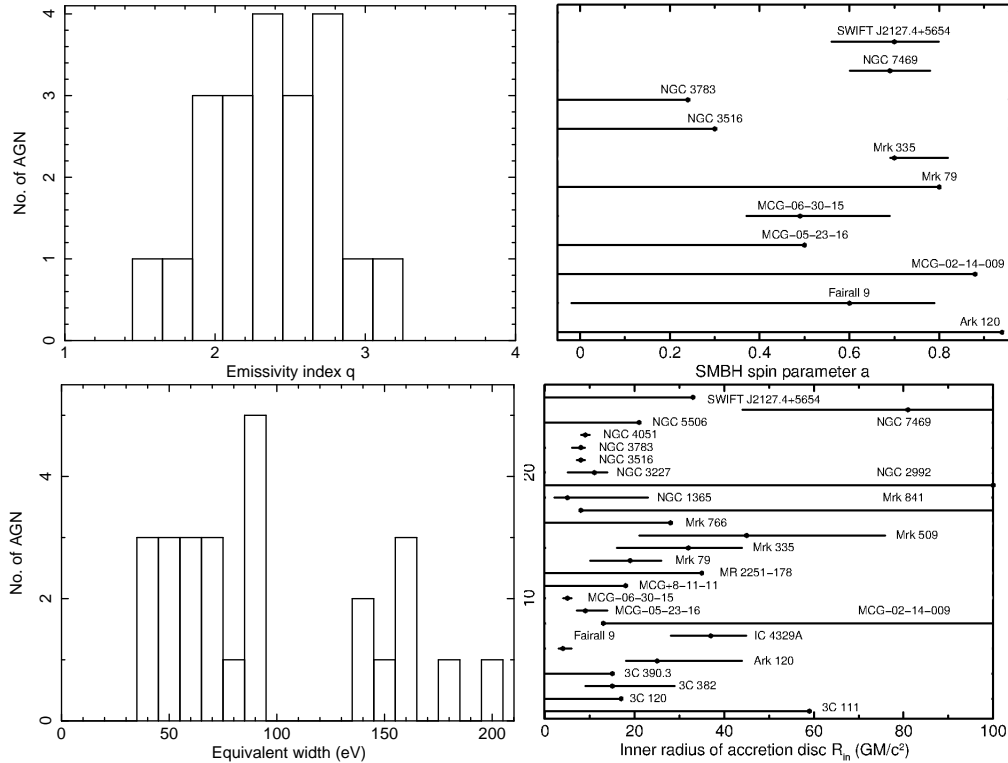 4
3
2
1
0
No. of AGN
1
2
3
4
Emissivity index q
SWIFT J2127.4+5654
NGC 7469
NGC 3783
NGC 3516
Mrk 335
Mrk 79
MCG−06−30−15
MCG−05−23−16
MCG−02−14−009
Fairall 9
Ark 120
0
0.2
0.4
0.6
0.8
SMBH spin parameter a
4
2
0
No. of AGN
0
50
100
150
200
Equivalent width (eV)
20
10
SWIFT J2127.4+5654
NGC 5506
NGC 7469
NGC 4051
NGC 3783
NGC 3516
NGC 3227
NGC 2992
NGC 1365
Mrk 841
Mrk 766
Mrk 509
Mrk 335
Mrk 79
MR 2251−178
MCG+8−11−11
MCG−06−30−15
MCG−05−23−16
MCG−02−14−009
Fairall 9
IC 4329A
Ark 120
3C 390.3
3C 382
3C 120
3C 111
0
20
40
60
80
100
Inner radius of accretion disc R_in (GM/c²)